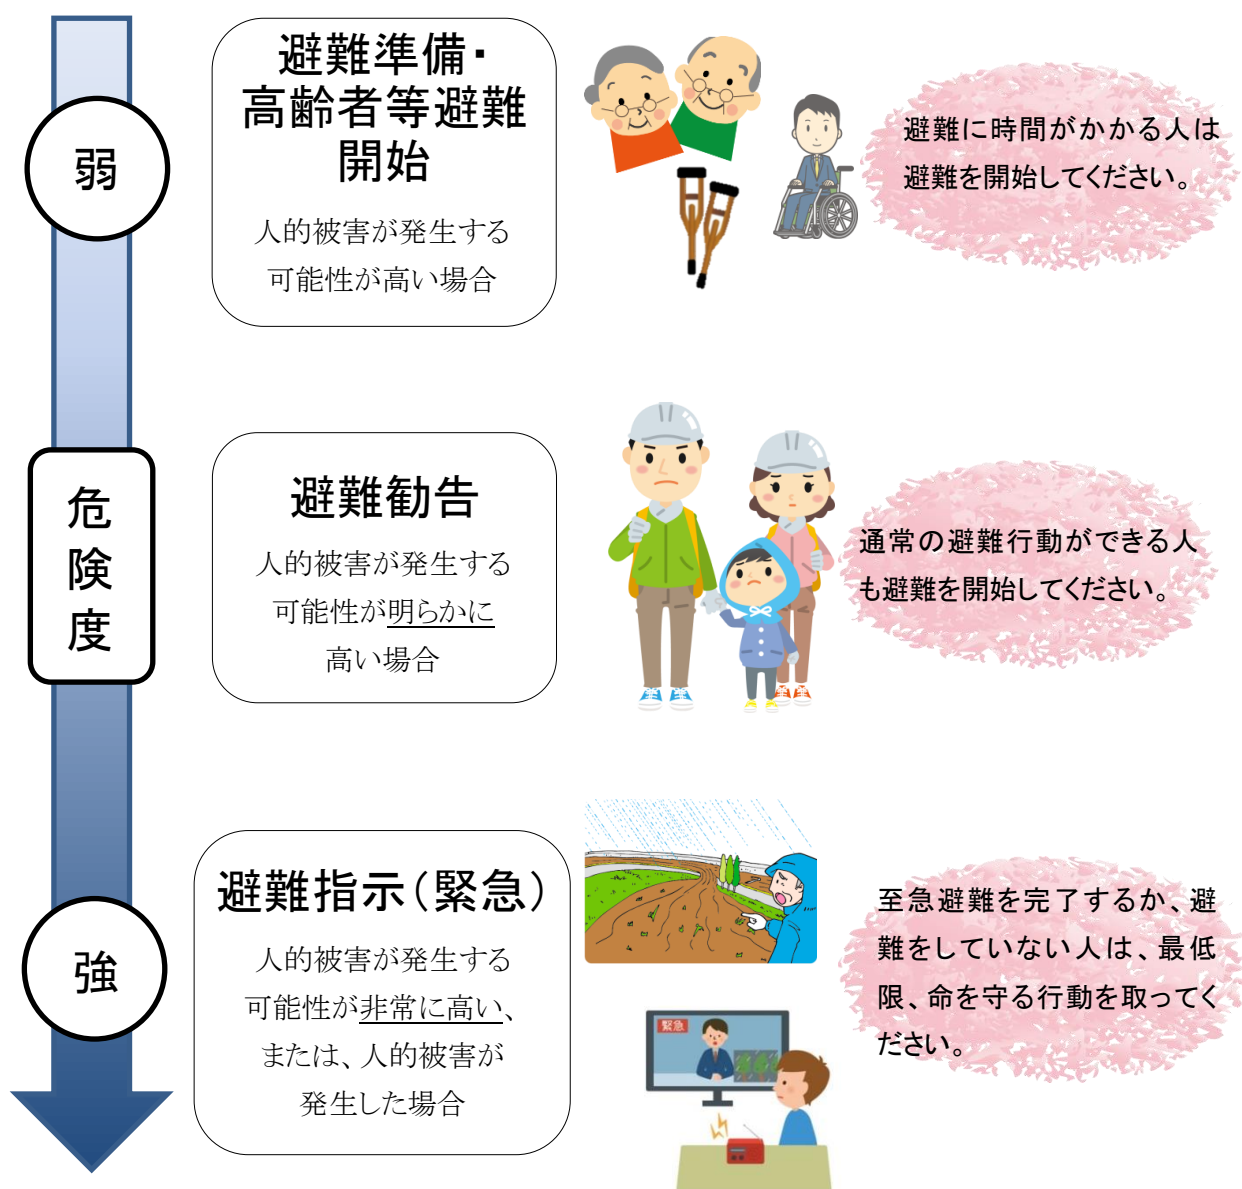 弱
避難準備・
高齢者等避難
開始
人的被害が発生する
可能性が高い場合
避難に時間がかかる人は
避難を開始してください。
危
険
度
避難勧告
人的被害が発生する
可能性が明らかに
高い場合
通常の避難行動ができる人
も避難を開始してください。
強
避難指示（緊急）
人的被害が発生する
可能性が非常に高い、
または、人的被害が
発生した場合
緊急
至急避難を完了するか、避
難をしていない人は、最低
限、命を守る行動を取ってく
ださい。